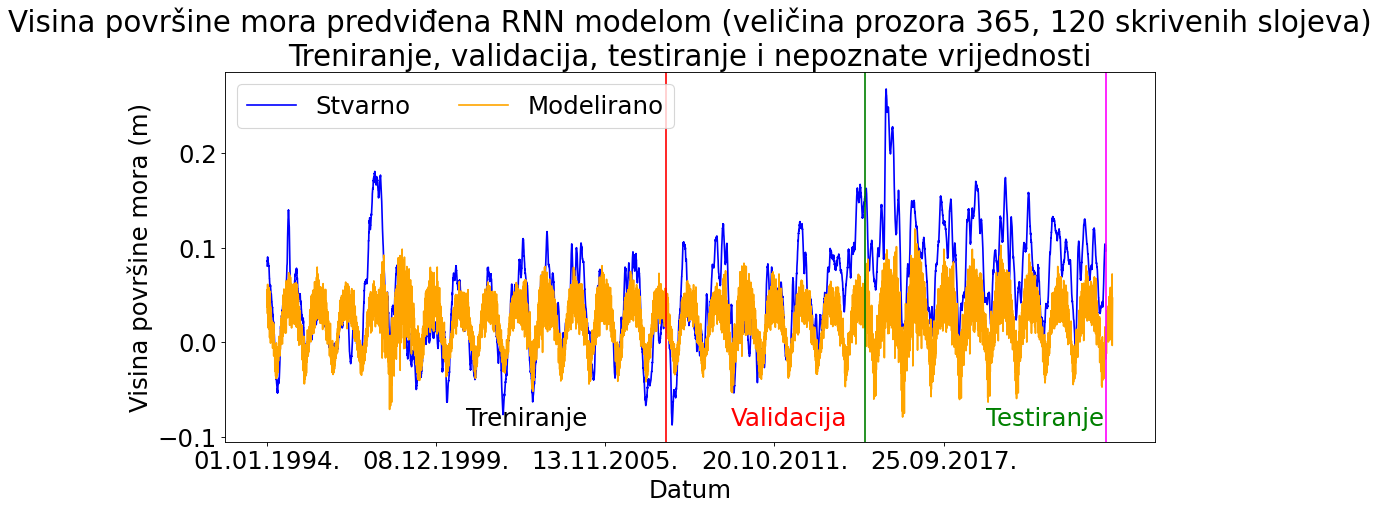 Visina površine mora predviđena RNN modelom (veličina prozora 365, 120 skrivenih slojeva)
Treniranje, validacija, testiranje i nepoznate vrijednosti
Stvarno Modelirano
Visina površine mora (m)
0.2
0.1
0.0
−0.1
Treniranje Validacija Testiranje
01.01.1994. 08.12.1999. 13.11.2005. 20.10.2011. 25.09.2017.
Datum